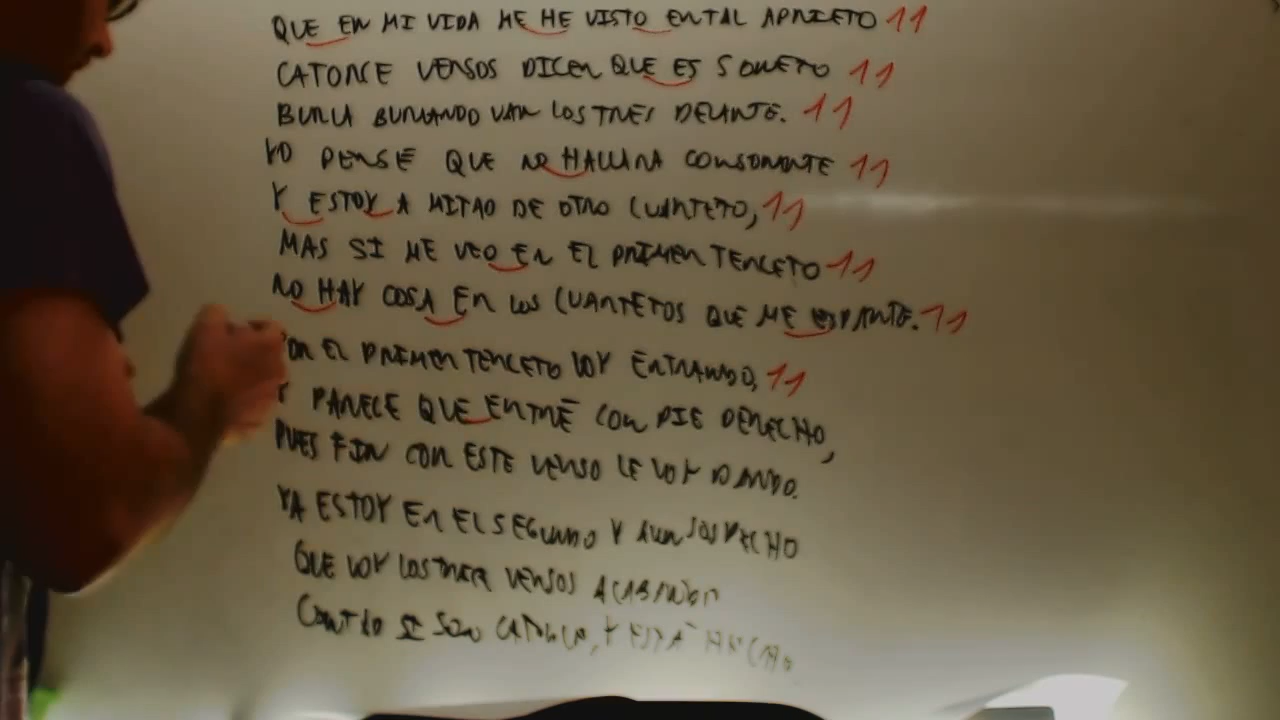 QUE EN MI VIDA ME HE VISTO EN TAL APRIETO 11
CATORCE VERSOS DICEN QUE ES SONETO 11
BURLA BURLANDO VAN LOS TRES DELANTE. 11
YO PENSÉ QUE NO HALLARA CONSONANTE 11
Y ESTOY A MITAD DE OTRO CUARTETO, 11
MAS SI ME VEO EN EL PRIMER TERCETO 11
NO HAY COSA EN LOS CUARTETOS QUE ME ESPANTE. 11
POR EL PRIMER TERCETO VOY ENTRANDO, 11
Y PARECE QUE ENTRÉ CON PIE DERECHO,
PUES FIN CON ESTE VERSO LE VOY DANDO.
YA ESTOY EN EL SEGUNDO Y AUN SOSPECHO
QUE VOY LOS TRECE VERSOS ACABANDO
CONTAD SI SON CATORCE, Y ESTÁ HECHO